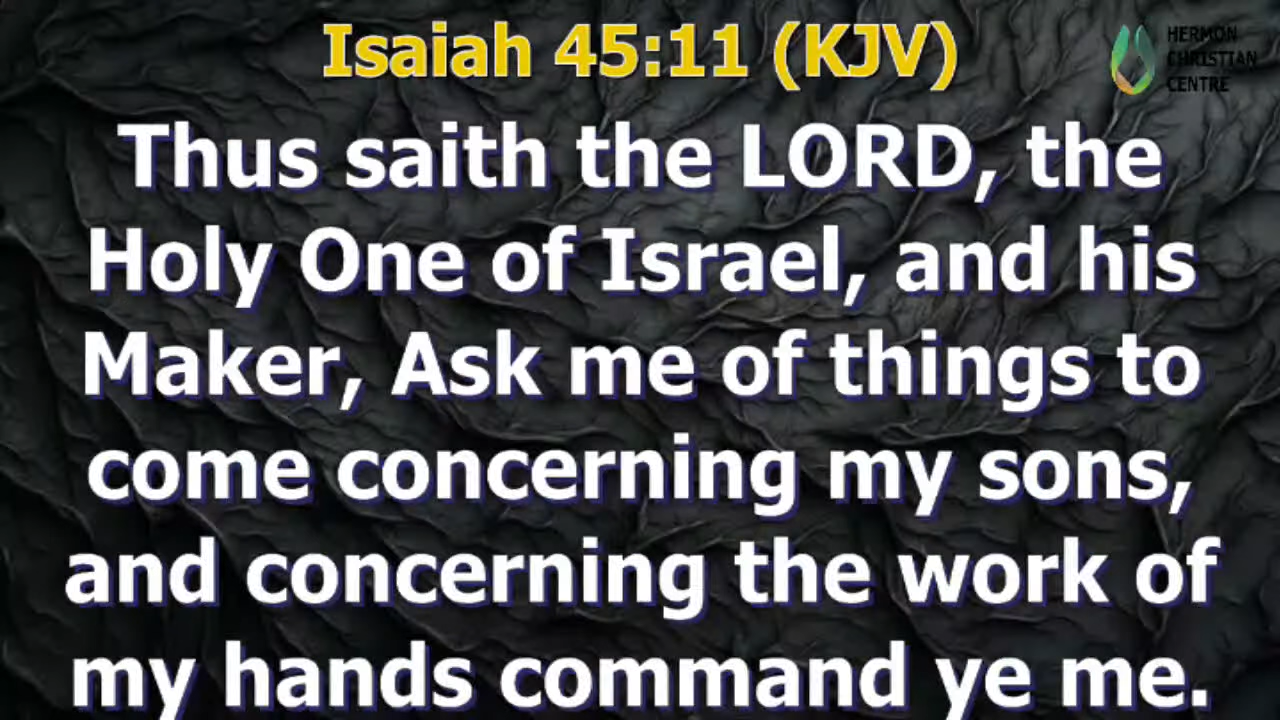 Isaiah 45:11 (KJV)
HERMON
CHRISTIAN
CENTRE
Thus saith the LORD, the
Holy One of Israel, and his
Maker, Ask me of things to
come concerning my sons,
and concerning the work of
my hands command ye me.